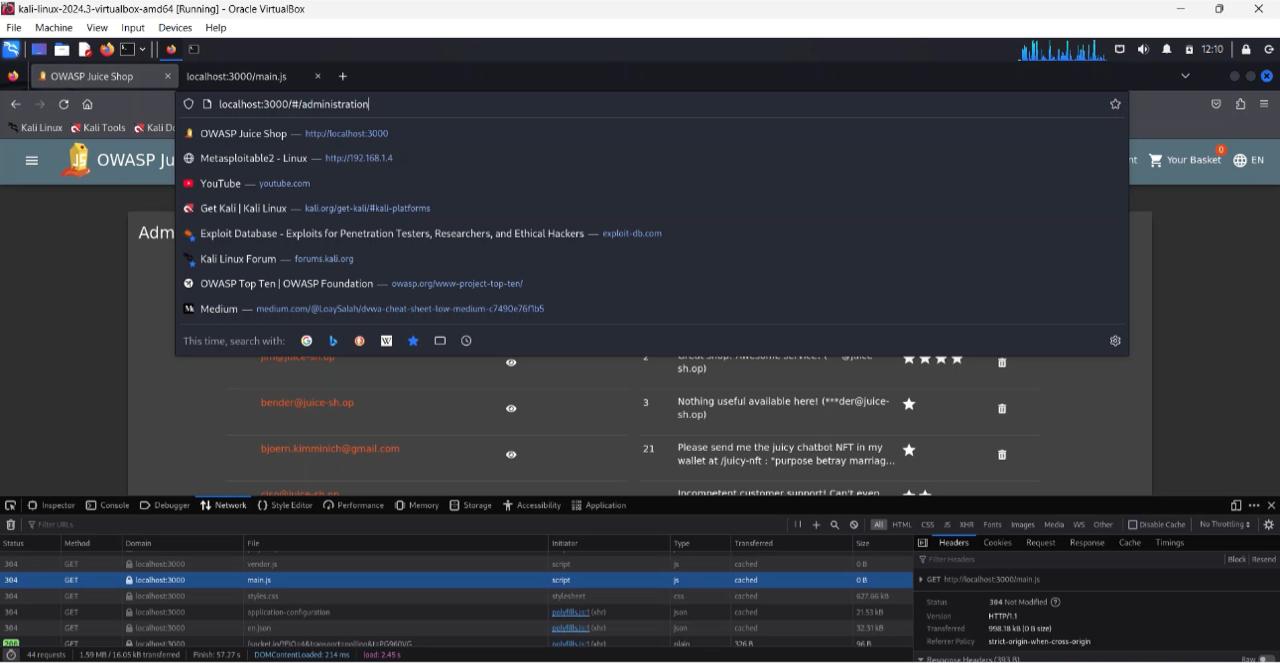 kali-linux-2024.3-virtualbox-amd64 [Running] - Oracle VirtualBox
File Machine View Input Devices Help
12:10
OWASP Juice Shop
localhost:3000/main.js
localhost:3000/#/administration
Kali Linux Kali Tools Kali Do
OWASP Juice Shop — http://localhost:3000
Metasploitable2 - Linux — http://192.168.1.4
OWASP Ju
nt Your Basket 0 EN
YouTube — youtube.com
Get Kali | Kali Linux — kali.org/get-kali/#kali-platforms
Adm
Exploit Database - Exploits for Penetration Testers, Researchers, and Ethical Hackers — exploit-db.com
Kali Linux Forum — forums.kali.org
OWASP Top Ten | OWASP Foundation — owasp.org/www-project-top-ten/
Medium — medium.com/@LoaySalah/dvwa-cheat-sheet-low-medium-c7490e76f1b5
This time, search with:
jim@juice-sh.op
2
sh.op)
bender@juice-sh.op
3
Nothing useful available here! (***der@juice-
sh.op)
bjoern.kimminich@gmail.com
21
Please send me the juicy chatbot NFT in my
wallet at /juicy-nft : "purpose betray marriag...
ciso@juice-sh.op
Incompetent customer support! Can't even
Inspector Console Debugger Network Style Editor Performance Memory Storage Accessibility Application
Filter URLs
All HTML CSS JS XHR Fonts Images Media WS Other Disable Cache No Throttling
Status Method Domain File Initiator Type Transferred Size
304 GET localhost:3000 vendor.js script js cached 0 B
304 GET localhost:3000 main.js script js cached 0 B
304 GET localhost:3000 styles.css stylesheet css cached 627.66 kB
304 GET localhost:3000 application-configuration polyfills.js:1 (xhr) json cached 21.53 kB
304 GET localhost:3000 en.json polyfills.js:1 (xhr) json cached 32.31 kB
200 GET localhost:3000 polyfills.js:1 (xhr) plain 326 B 96 B
44 requests 1.59 MB / 16.05 kB transferred Finish: 57.27 s DOMContentLoaded: 214 ms load: 2.45 s
Headers Cookies Request Response Cache Timings
Filter Headers
Block Resend
GET http://localhost:3000/main.js
Status 304 Not Modified
Version HTTP/1.1
Transferred 998.18 kB (0 B size)
Referrer Policy strict-origin-when-cross-origin
Response Headers (393 B)
Raw